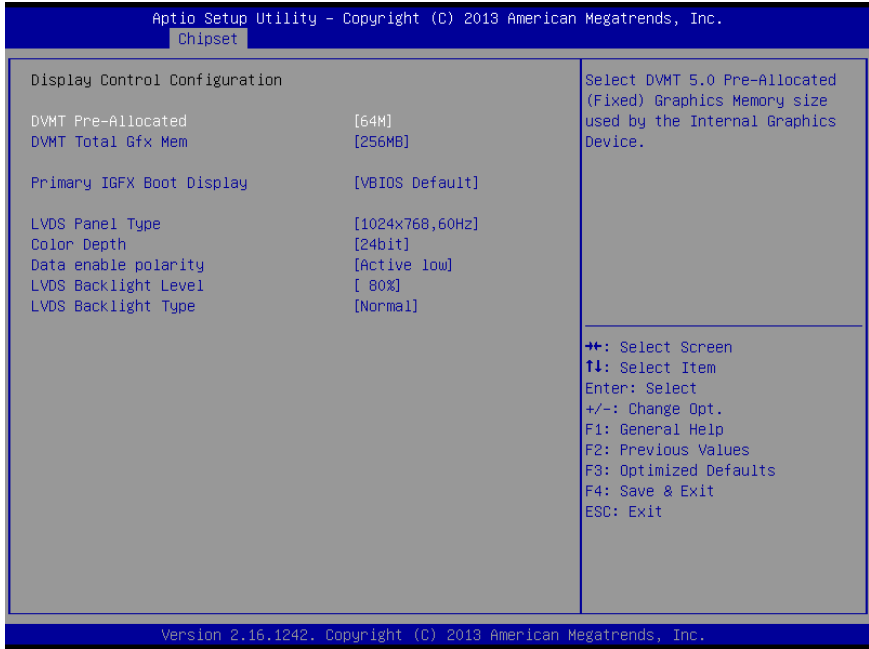 Aptio Setup Utility – Copyright (C) 2013 American Megatrends, Inc.
Chipset
Display Control Configuration
DVMT Pre-Allocated [64M]
DVMT Total Gfx Mem [256MB]
Primary IGFX Boot Display [VBIOS Default]
LVDS Panel Type [1024x768,60Hz]
Color Depth [24bit]
Data enable polarity [Active low]
LVDS Backlight Level [ 80%]
LVDS Backlight Type [Normal]
Select DVMT 5.0 Pre-Allocated
(Fixed) Graphics Memory size
used by the Internal Graphics
Device.
→←: Select Screen
↑↓: Select Item
Enter: Select
+/-: Change Opt.
F1: General Help
F2: Previous Values
F3: Optimized Defaults
F4: Save & Exit
ESC: Exit
Version 2.16.1242. Copyright (C) 2013 American Megatrends, Inc.